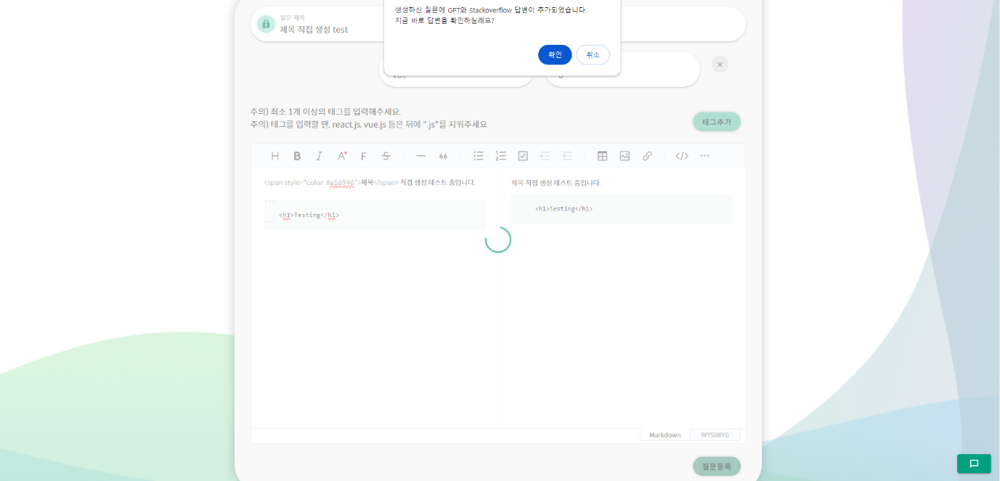 생성하신 질문에 GPT와 Stackoverflow 답변이 추가되었습니다.
지금 바로 답변을 확인하실래요?
확인 취소
질문 제목
제목 직접 생성 test
주의) 최소 1개 이상의 태그를 입력해주세요.
주의) 태그를 입력할 땐, react.js, vue.js 등은 뒤에 ".js"를 지워주세요
태그추가
H B I A F S 66
<span style="color: #a16946">제목</span> 직접 생성 테스트 중입니다.
```
<h1>Testing</h1>
```
제목 직접 생성 테스트 중입니다.
<h1>Testing</h1>
Markdown WYSIWYG
질문등록